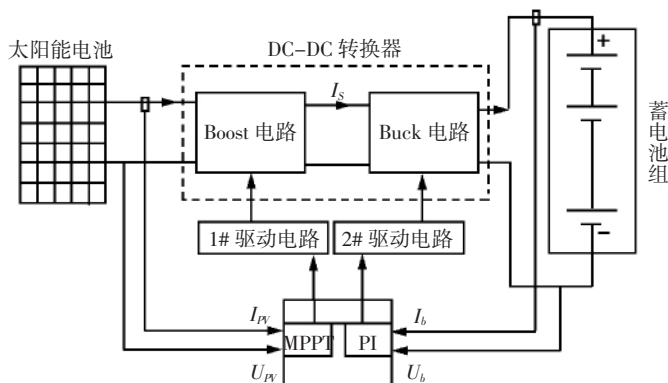 太阳能电池
DC-DC 转换器
Boost 电路
I_S
Buck 电路
+
−
蓄电池组
1# 驱动电路
2# 驱动电路
I_PV
MPPT
PI
I_b
U_PV
U_b